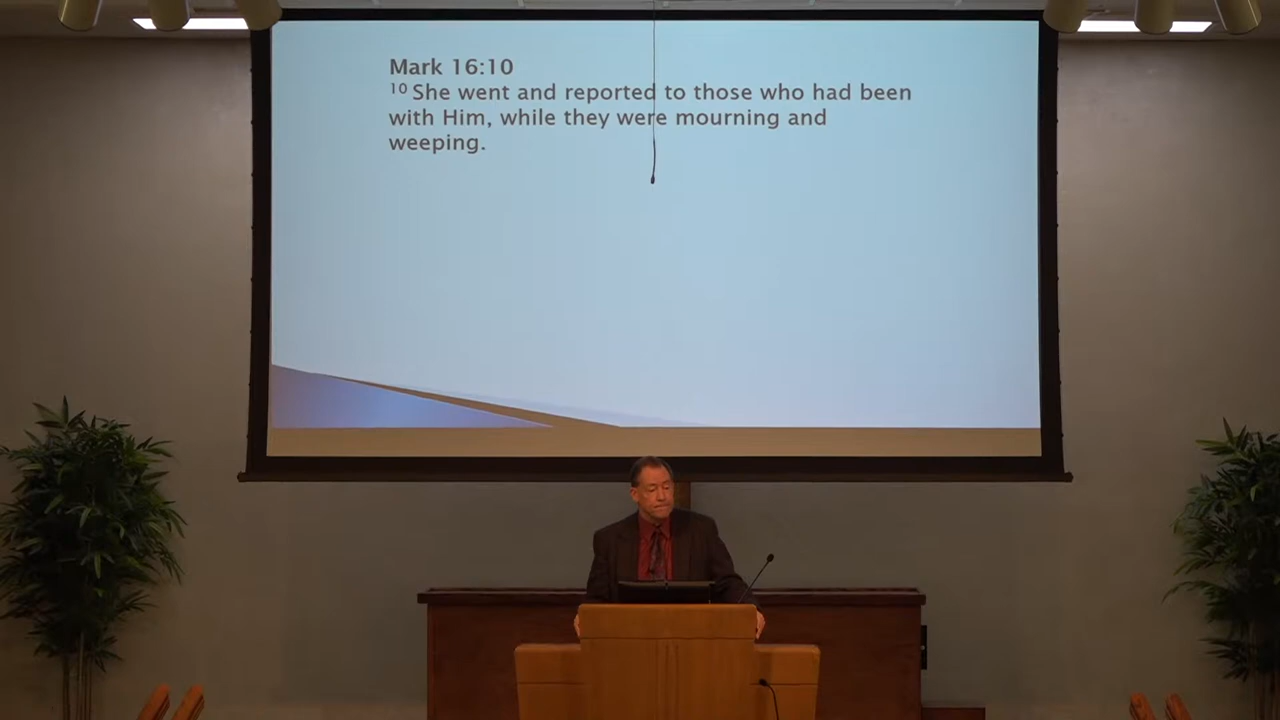 Mark 16:10
10 She went and reported to those who had been
with Him, while they were mourning and
weeping.